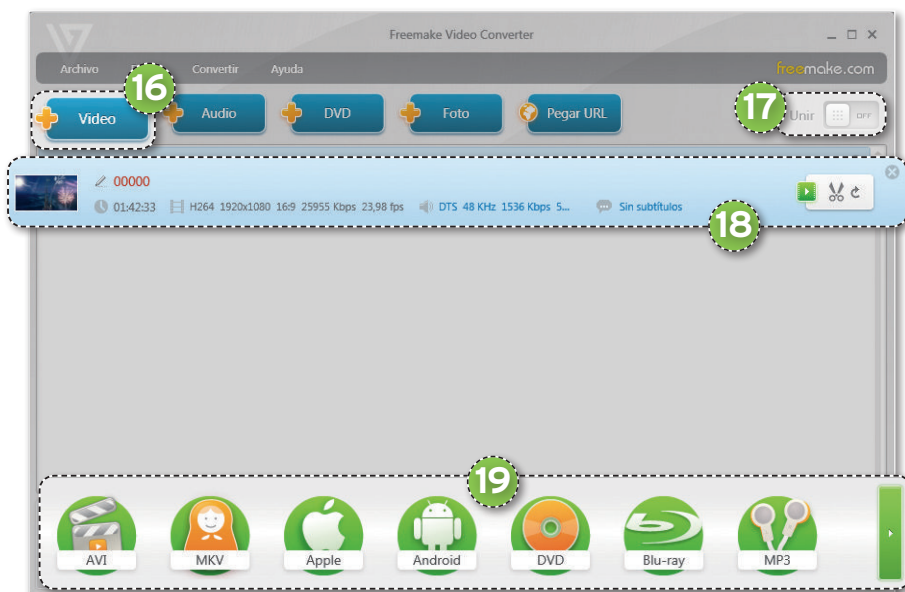 Freemake Video Converter
Archivo
Convertir
Ayuda
freemake.com
16
Video
Audio
DVD
Foto
Pegar URL
17
Unir
OFF
00000
01:42:33 H264 1920x1080 16:9 25955 Kbps 23,98 fps DTS 48 KHz 1536 Kbps 5... Sin subtítulos
18
19
AVI
MKV
Apple
Android
DVD
Blu-ray
MP3